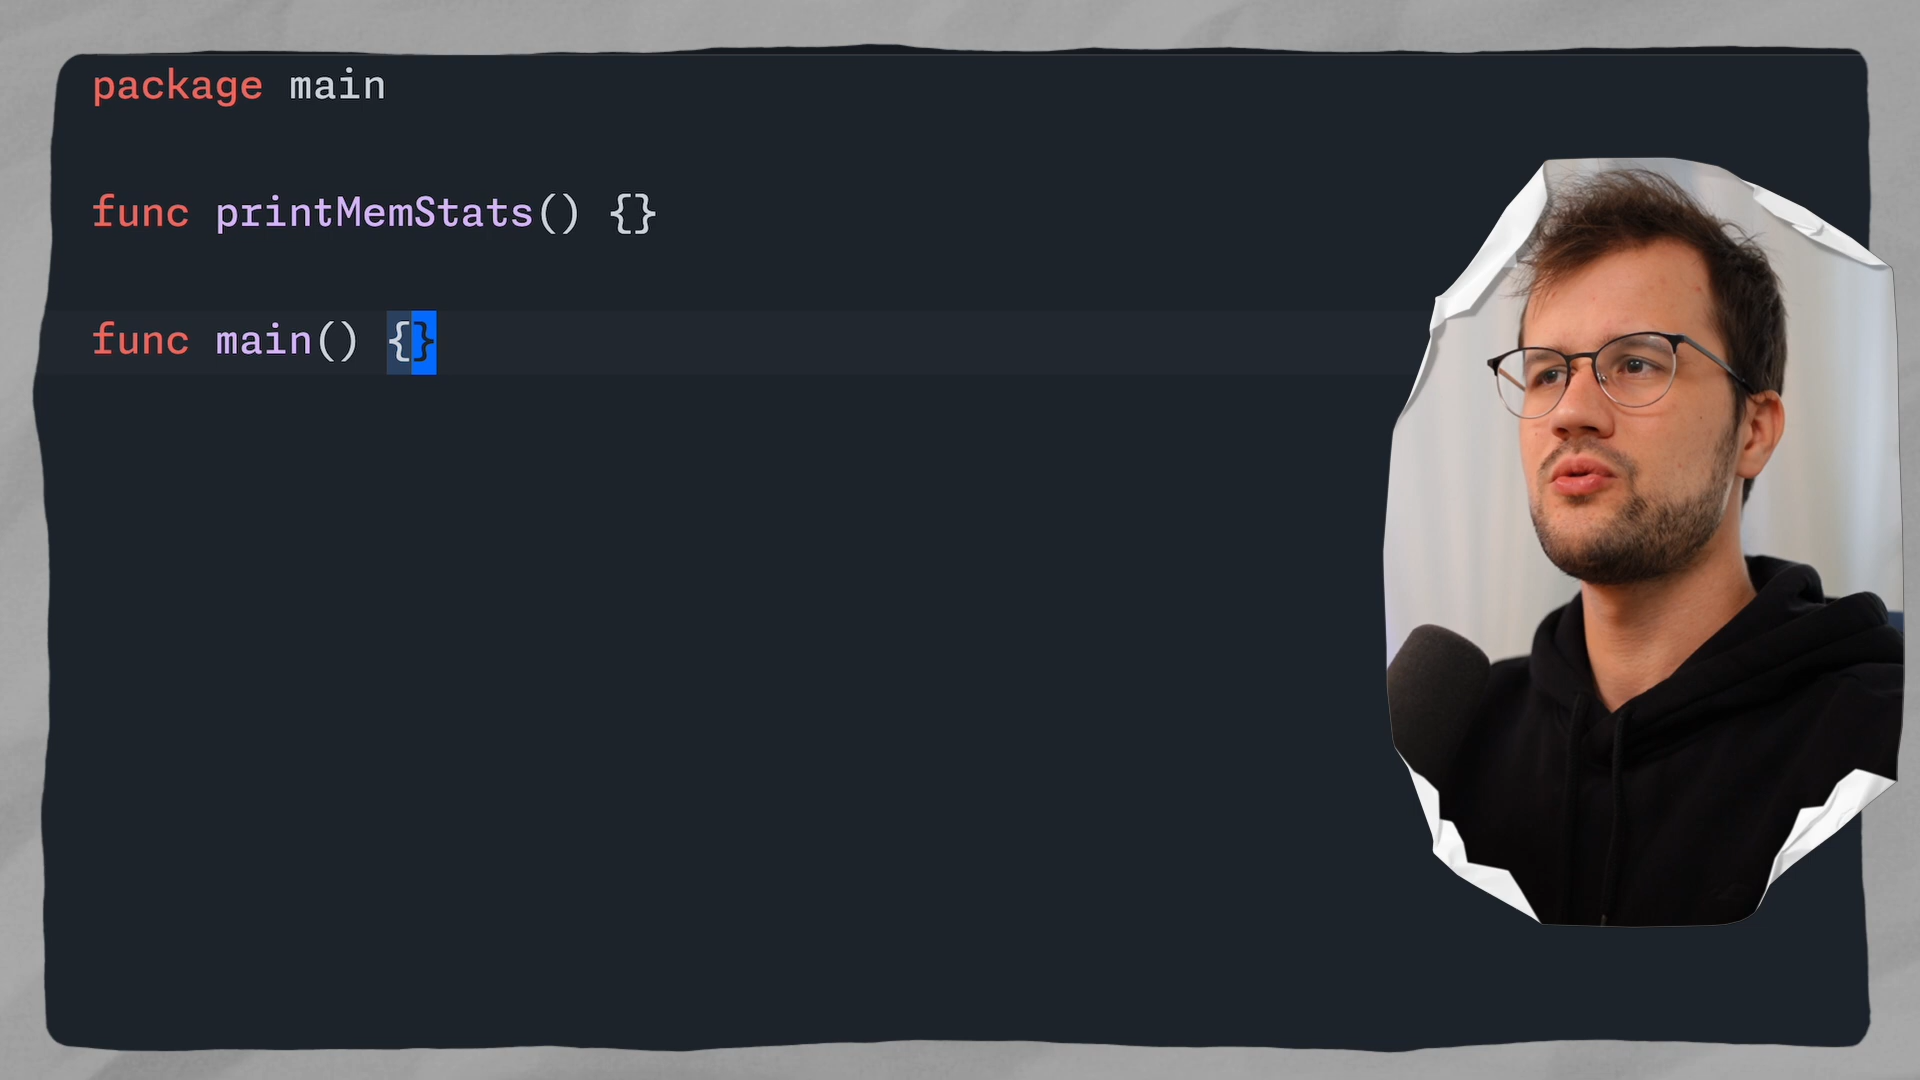 package main
func printMemStats() {}
func main() {}